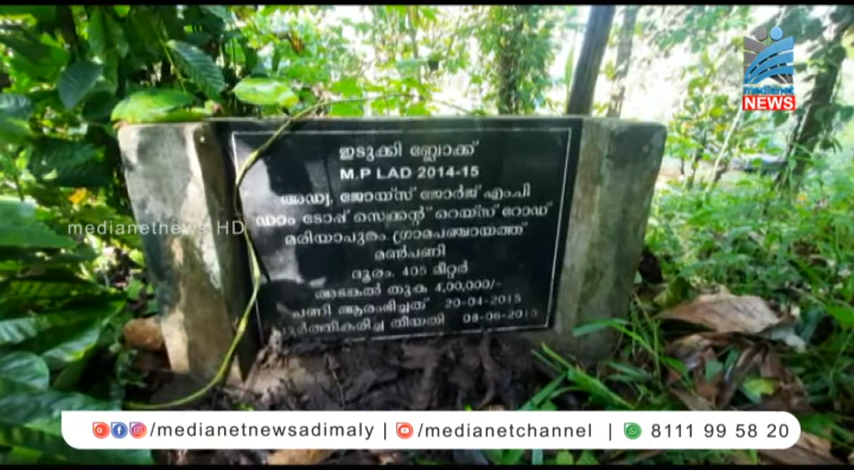 medianet
NEWS
ഇടുക്കി ബ്ലോക്ക്
M.P LAD 2014-15
അഡ്വ. ജോയ്സ് ജോർജ് എം.പി
ഡാം ടോപ്പ് സെക്കന്റ് റെയ്സ് റോഡ്
മരിയാപുരം ഗ്രാമപഞ്ചായത്ത്
മൺപണി
ദൂരം. 405 മീറ്റർ
അടങ്കൽ തുക 4,00,000/-
പണി ആരംഭിച്ചത് 20-04-2015
പൂർത്തീകരിച്ച തീയതി 08-06-2015
medianetnews HD
/medianetnewsadimaly | /medianetchannel | 8111 99 58 20